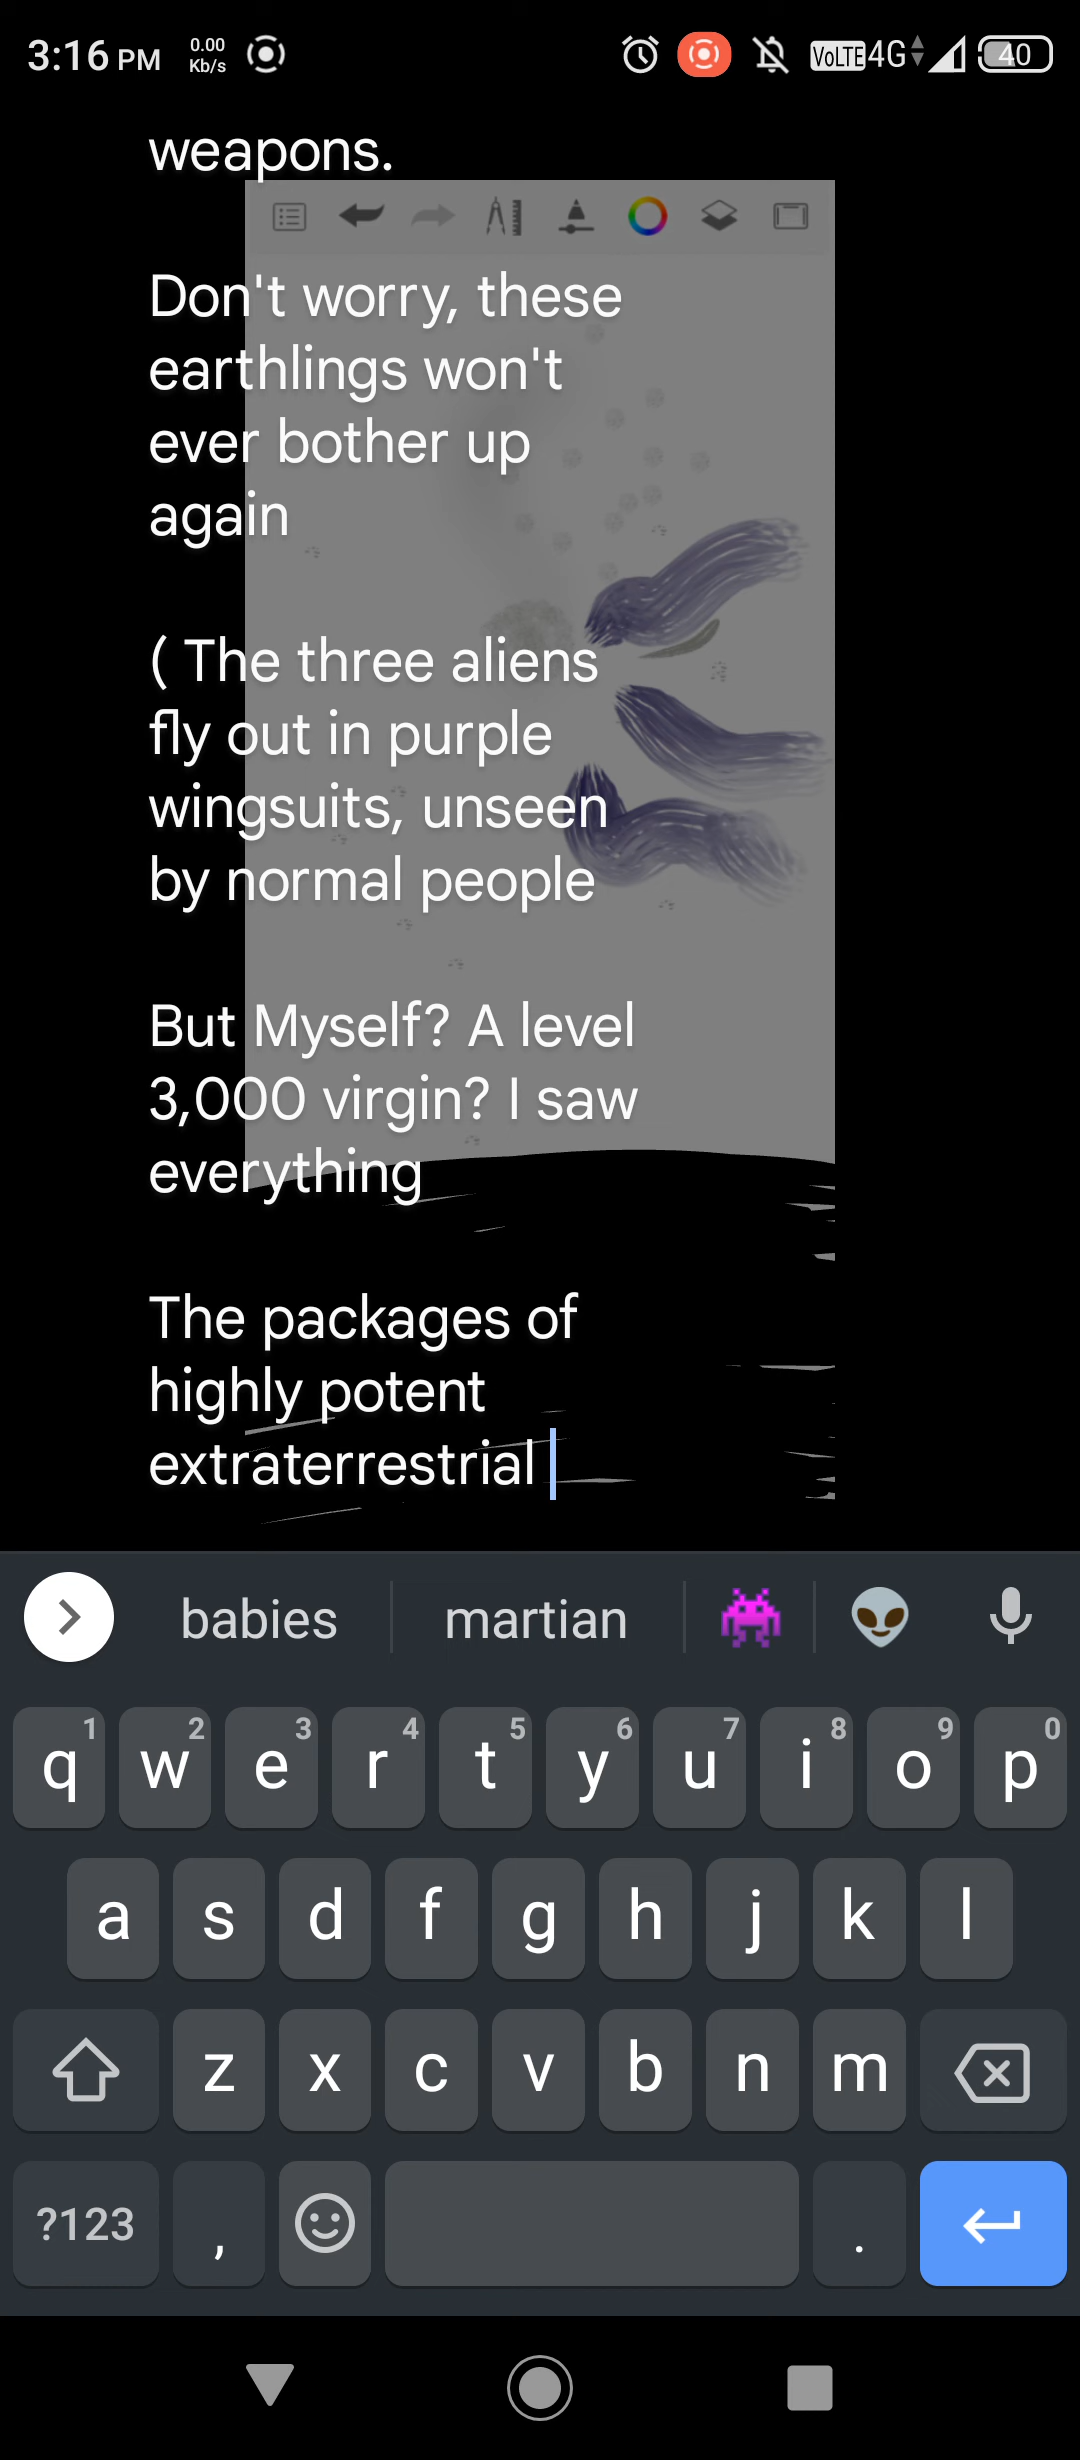 3:16 PM
0.00
Kb/s
VoLTE 4G
40
weapons.
Don't worry, these
earthlings won't
ever bother up
again
( The three aliens
fly out in purple
wingsuits, unseen
by normal people
But Myself? A level
3,000 virgin? I saw
everything
The packages of
highly potent
extraterrestrial
babies martian
1 2 3 4 5 6 7 8 9 0
q w e r t y u i o p
a s d f g h j k l
z x c v b n m
?123 , .